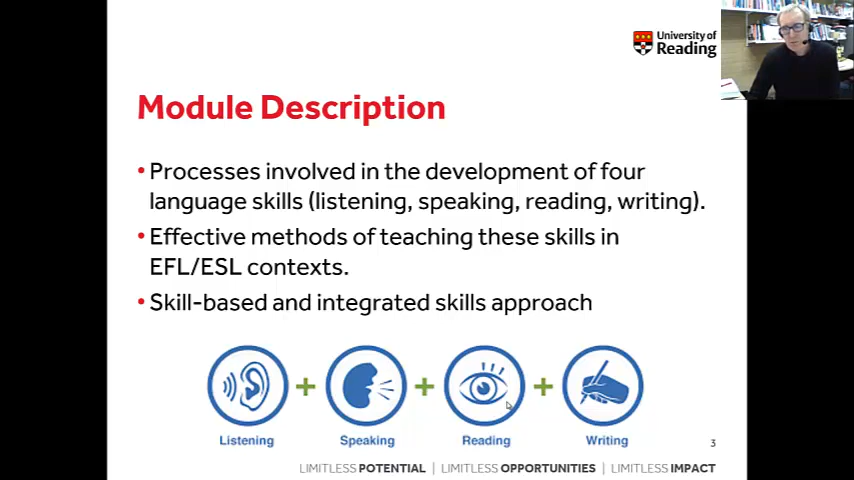 University of
Reading
Module Description
• Processes involved in the development of four
language skills (listening, speaking, reading, writing).
• Effective methods of teaching these skills in
EFL/ESL contexts.
• Skill-based and integrated skills approach
Listening + Speaking + Reading + Writing
3
LIMITLESS POTENTIAL | LIMITLESS OPPORTUNITIES | LIMITLESS IMPACT